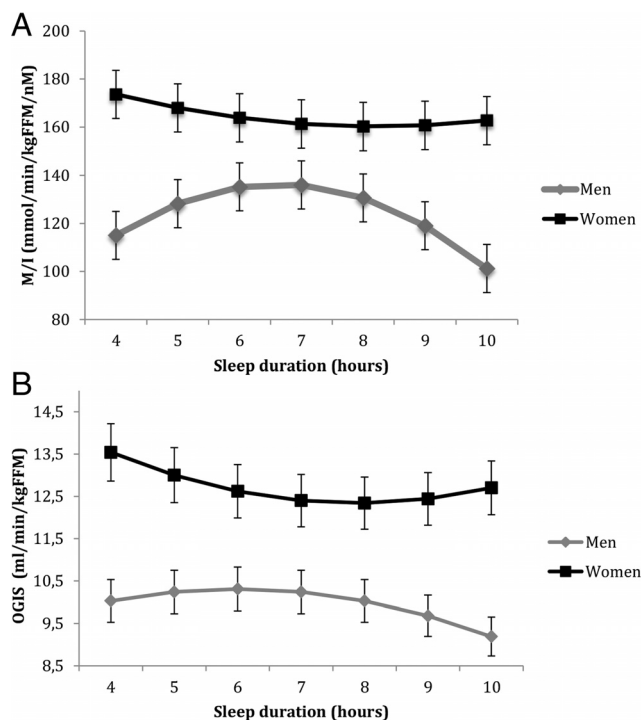 A
M/I (mmol/min/kgFFM/nM)
200
180
160
140
120
100
80
4 5 6 7 8 9 10
Sleep duration (hours)
Men
Women
B
OGIS (ml/min/kgFFM)
14,5
13,5
12,5
11,5
10,5
9,5
8,5
4 5 6 7 8 9 10
Sleep duration (hours)
Men
Women